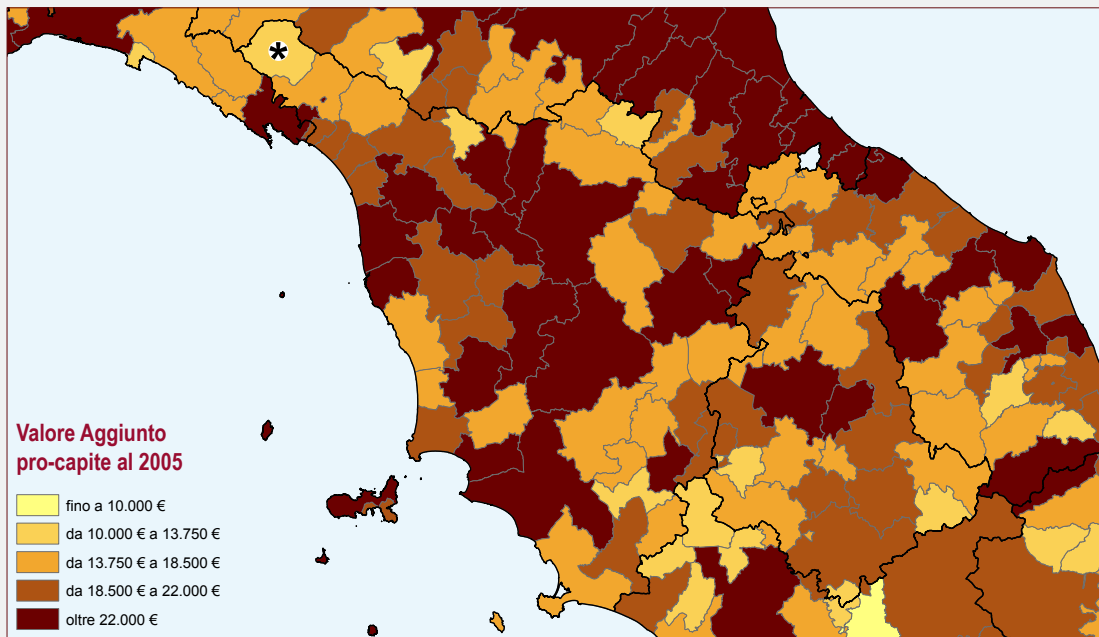 *
Valore Aggiunto
pro-capite al 2005
fino a 10.000 €
da 10.000 € a 13.750 €
da 13.750 € a 18.500 €
da 18.500 € a 22.000 €
oltre 22.000 €